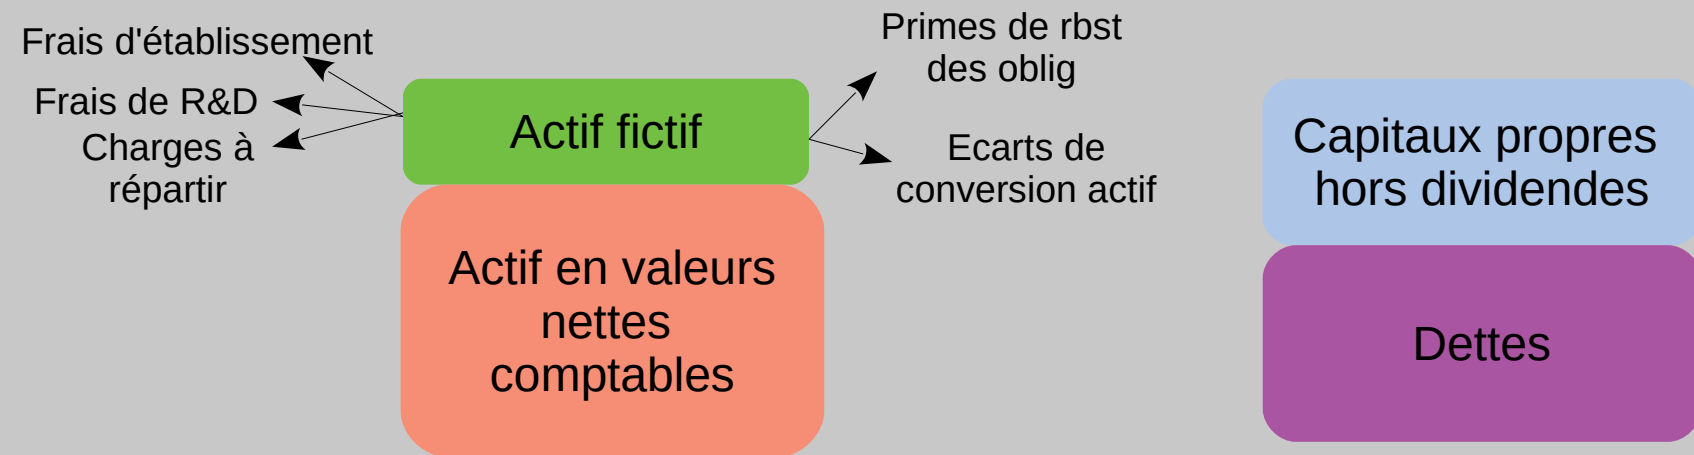 Frais d'établissement
Frais de R&D
Charges à
répartir
Actif fictif
Primes de rbst
des oblig
Ecarts de
conversion actif
Actif en valeurs
nettes
comptables
Capitaux propres
hors dividendes
Dettes